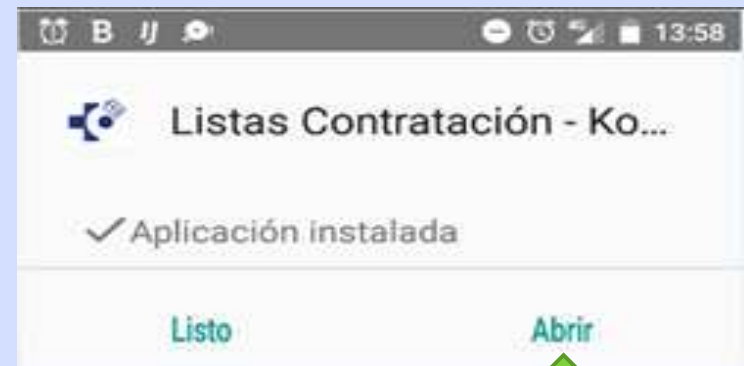 13:58
Listas Contratación - Ko...
Aplicación instalada
Listo Abrir